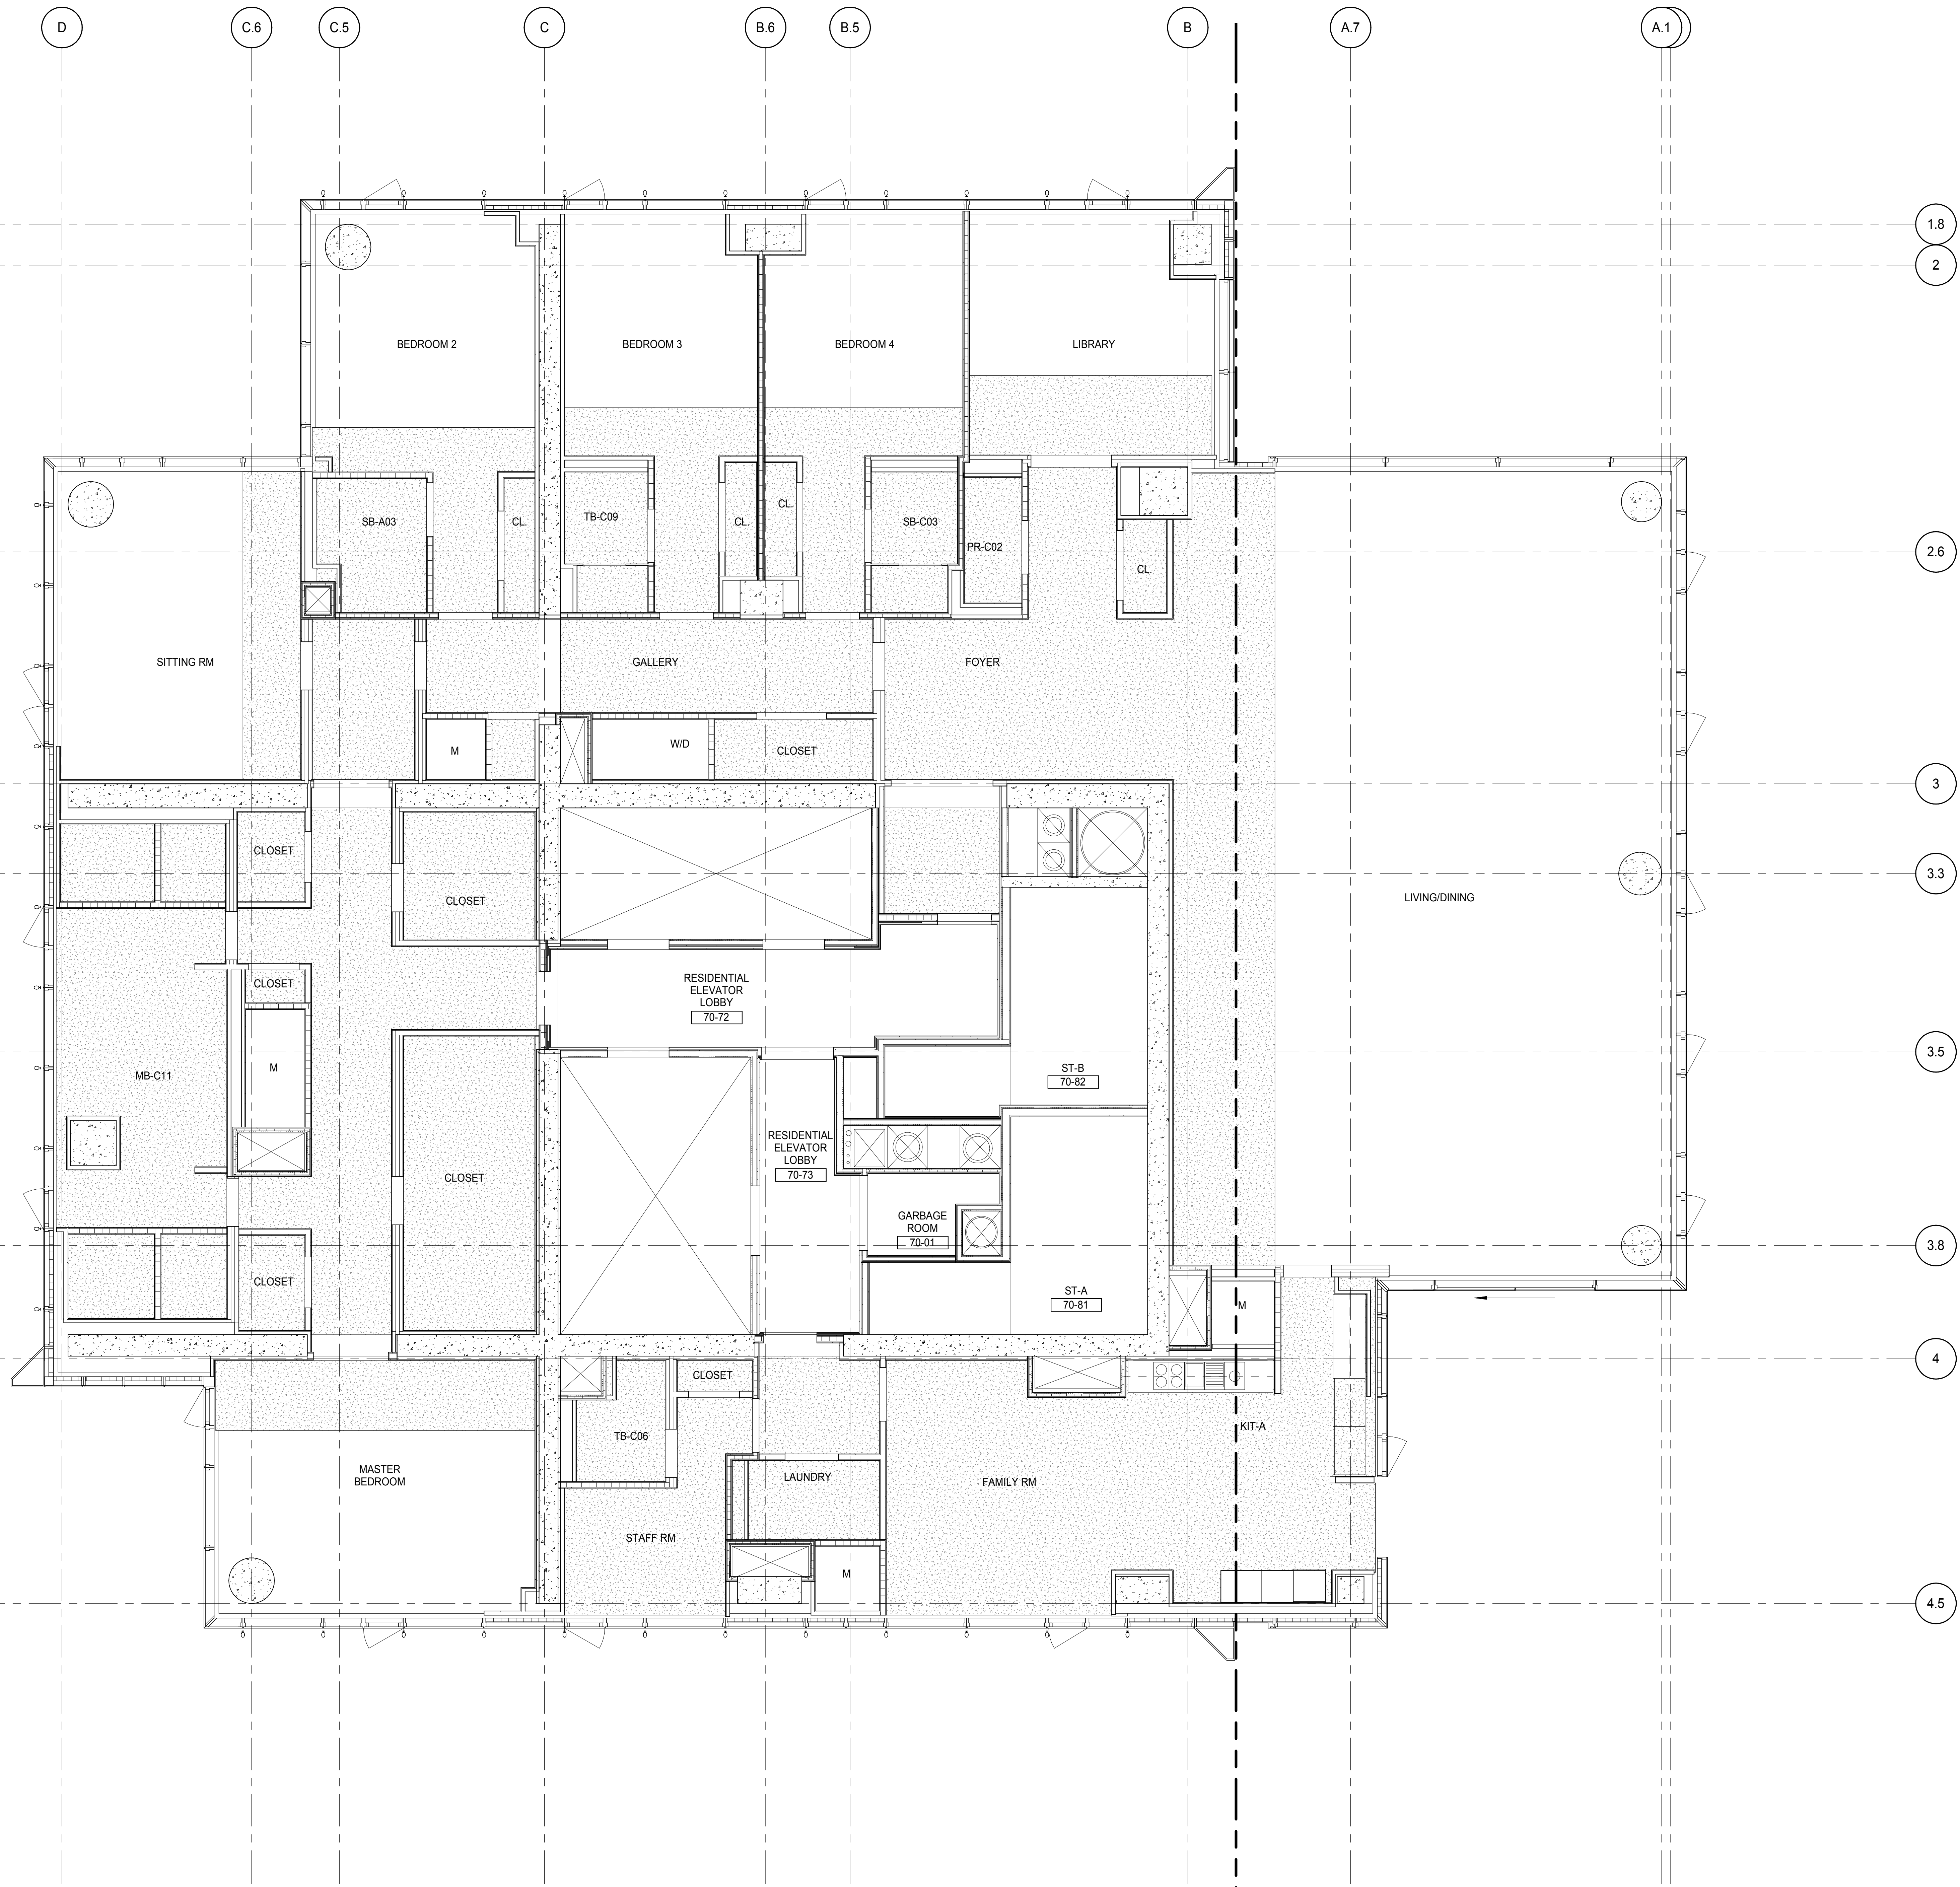 D
C.6
C.5
C
B.6
B.5
B
A.7
A.1
1.8
2
BEDROOM 2
BEDROOM 3
BEDROOM 4
LIBRARY
SB-A03
CL.
TB-C09
CL.
CL.
SB-C03
PR-C02
CL.
2.6
SITTING RM
GALLERY
FOYER
M
W/D
CLOSET
3
CLOSET
CLOSET
3.3
LIVING/DINING
CLOSET
RESIDENTIAL
ELEVATOR
LOBBY
70-72
M
MB-C11
ST-B
70-82
3.5
CLOSET
RESIDENTIAL
ELEVATOR
LOBBY
70-73
GARBAGE
ROOM
70-01
3.8
CLOSET
ST-A
70-81
M
4
CLOSET
TB-C06
KIT-A
MASTER
BEDROOM
LAUNDRY
FAMILY RM
STAFF RM
M
4.5